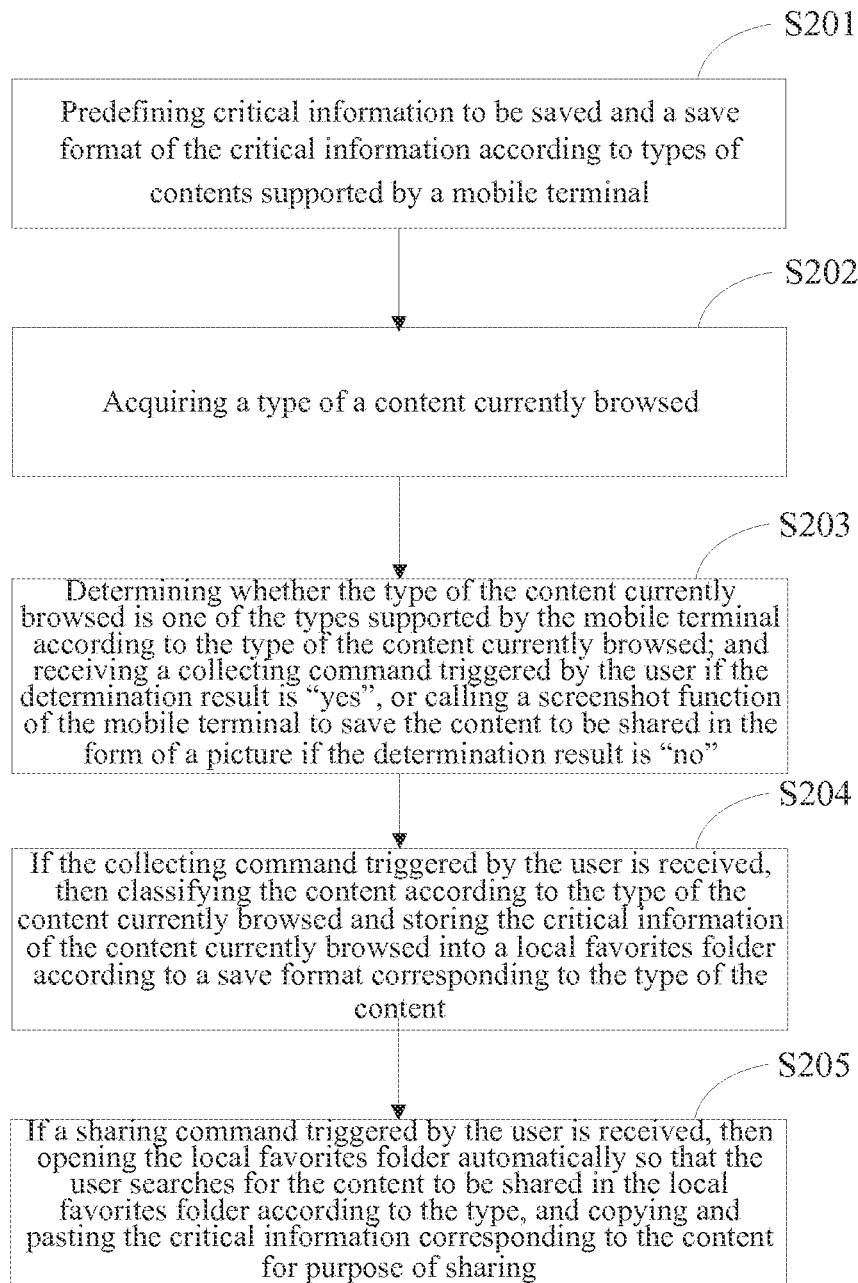 S201
Predefining critical information to be saved and a save
format of the critical information according to types of
contents supported by a mobile terminal
S202
Acquiring a type of a content currently browsed
S203
Determining whether the type of the content currently
browsed is one of the types supported by the mobile terminal
according to the type of the content currently browsed; and
receiving a collecting command triggered by the user if the
determination result is “yes”, or calling a screenshot function
of the mobile terminal to save the content to be shared in the
form of a picture if the determination result is “no”
S204
If the collecting command triggered by the user is received,
then classifying the content according to the type of the
content currently browsed and storing the critical information
of the content currently browsed into a local favorites folder
according to a save format corresponding to the type of the
content
S205
If a sharing command triggered by the user is received, then
opening the local favorites folder automatically so that the
user searches for the content to be shared in the local
favorites folder according to the type, and copying and
pasting the critical information corresponding to the content
for purpose of sharing